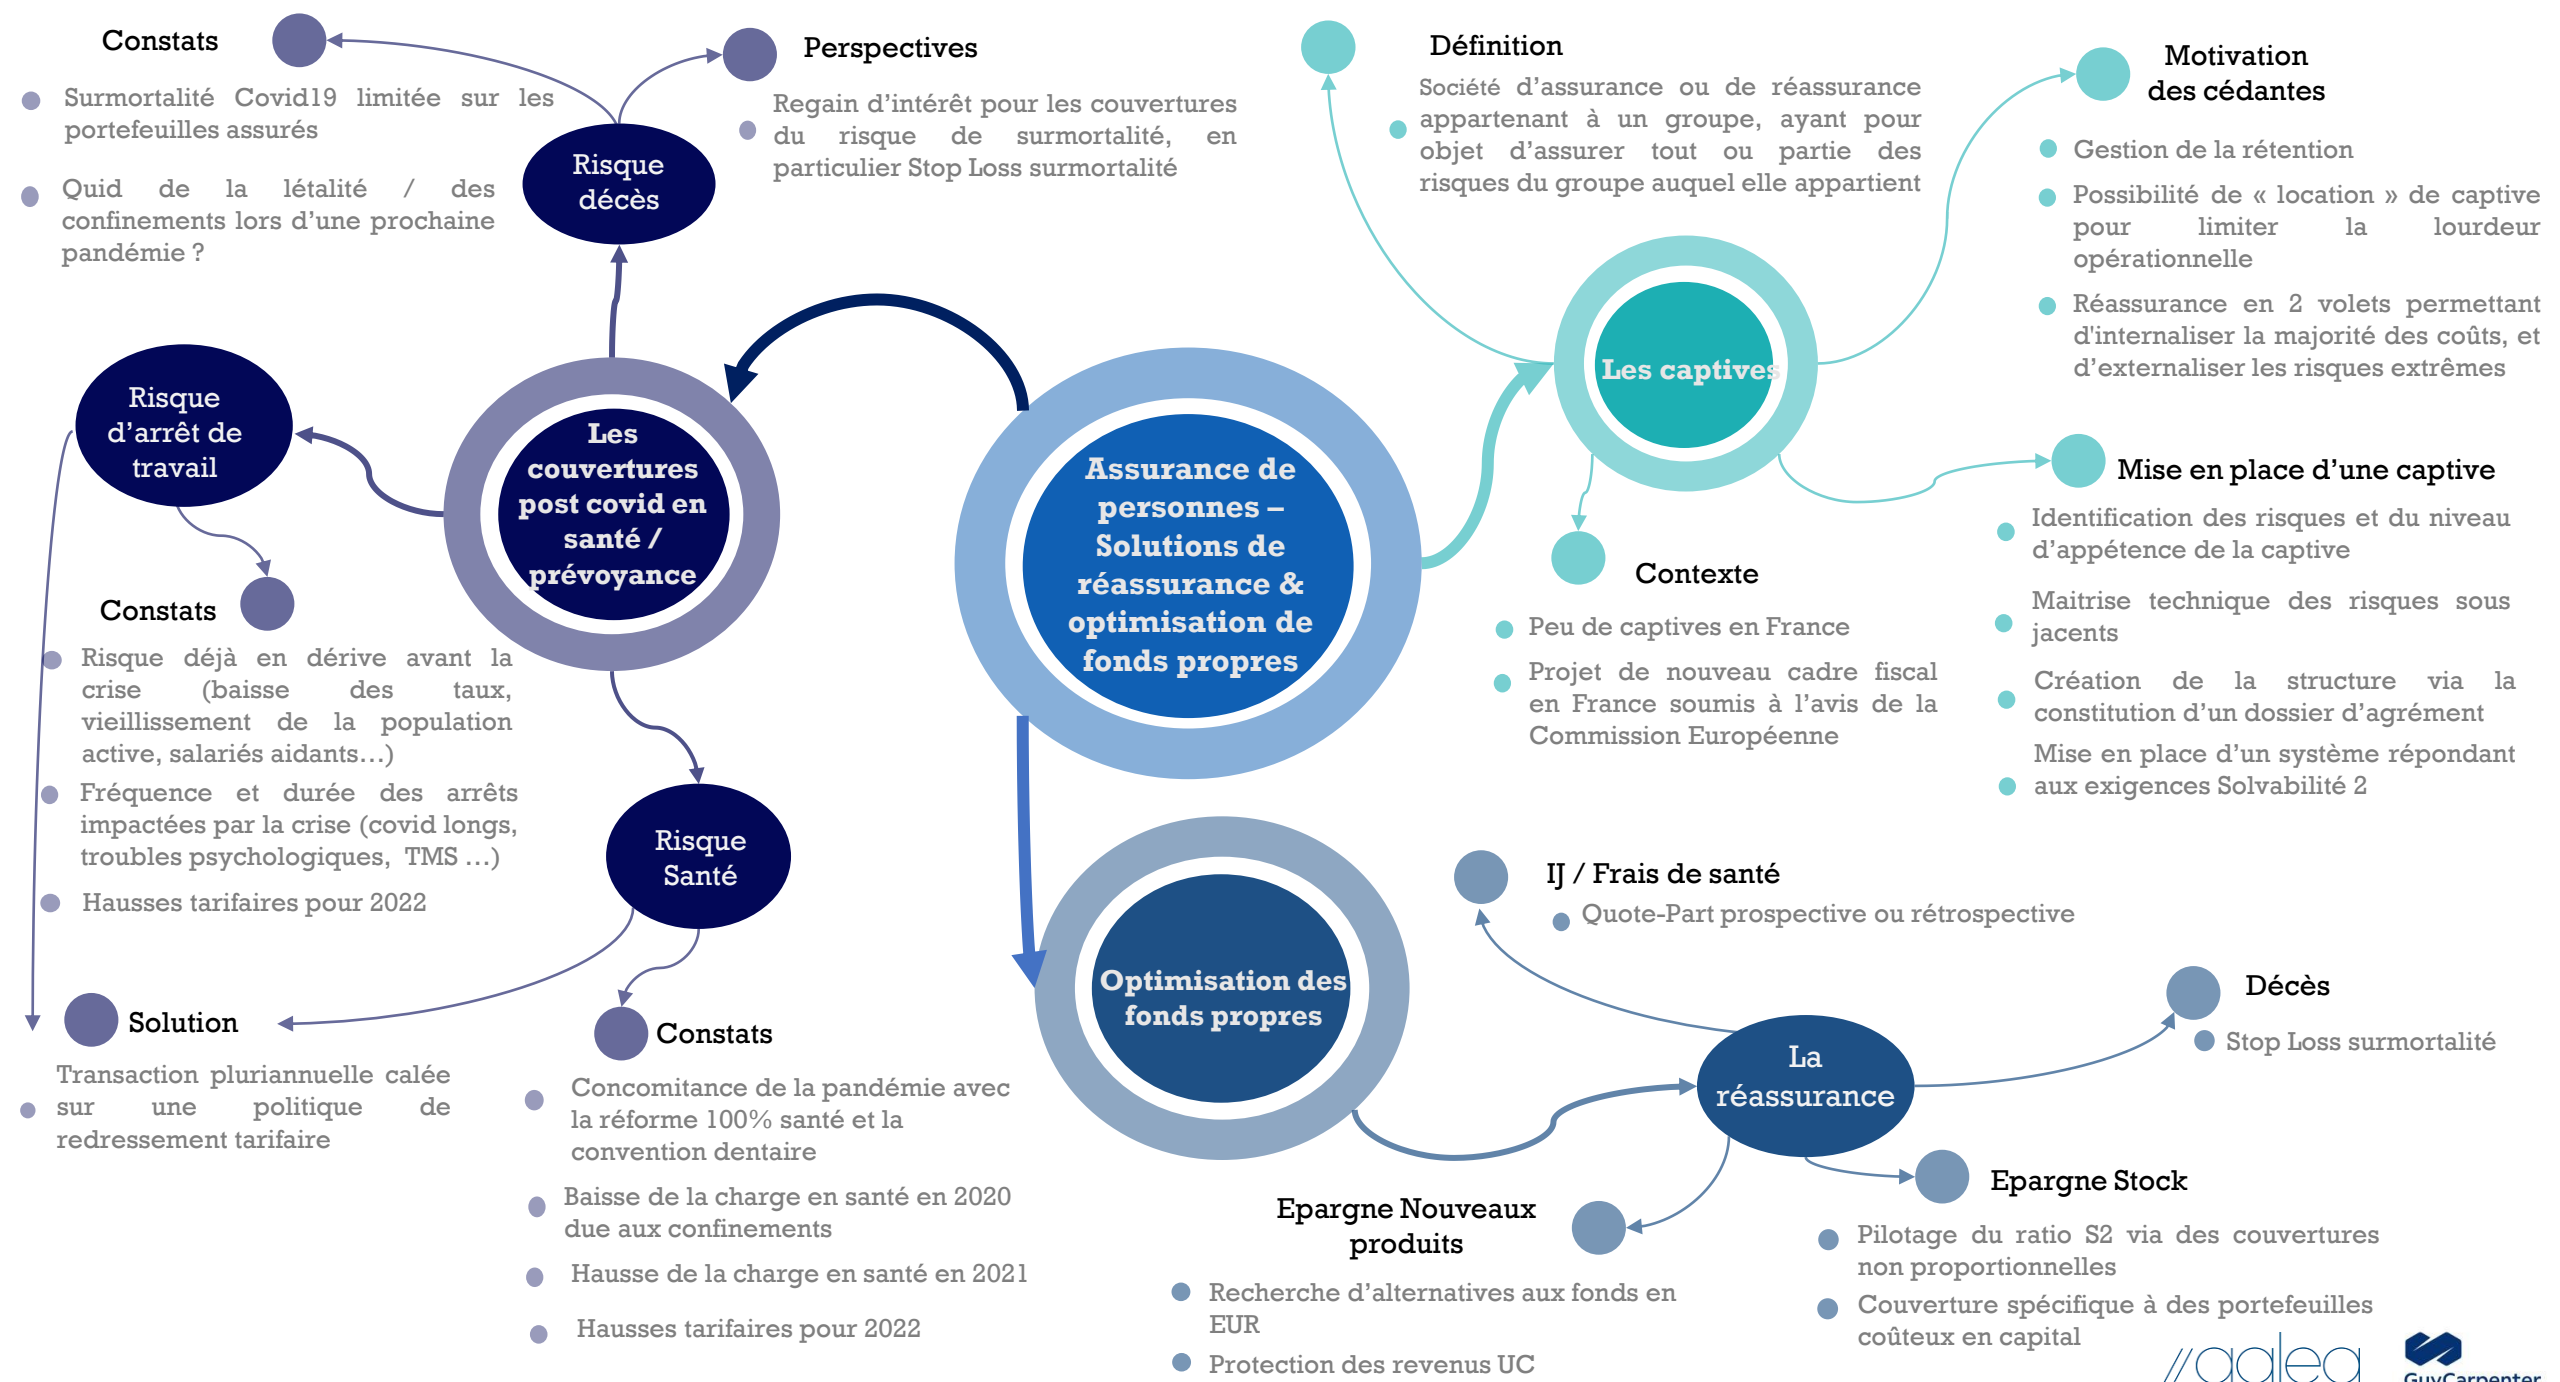 Constats
Surmortalité Covid19 limitée sur les
portefeuilles assurés
Quid de la létalité / des
confinements lors d’une prochaine
pandémie ?
Perspectives
Regain d’intérêt pour les couvertures
du risque de surmortalité, en
particulier Stop Loss surmortalité
Risque
décès
Risque
d’arrêt de
travail
Les
couvertures
post covid en
santé /
prévoyance
Constats
Risque déjà en dérive avant la
crise (baisse des taux,
vieillissement de la population
active, salariés aidants…)
Fréquence et durée des arrêts
impactées par la crise (covid longs,
troubles psychologiques, TMS …)
Hausses tarifaires pour 2022
Risque
Santé
Solution
Transaction pluriannuelle calée
sur une politique de
redressement tarifaire
Constats
Concomitance de la pandémie avec
la réforme 100% santé et la
convention dentaire
Baisse de la charge en santé en 2020
due aux confinements
Hausse de la charge en santé en 2021
Hausses tarifaires pour 2022
Assurance de
personnes –
Solutions de
réassurance &
optimisation de
fonds propres
Définition
Société d’assurance ou de réassurance
appartenant à un groupe, ayant pour
objet d’assurer tout ou partie des
risques du groupe auquel elle appartient
Les captives
Motivation
des cédantes
Gestion de la rétention
Possibilité de « location » de captive
pour limiter la lourdeur
opérationnelle
Réassurance en 2 volets permettant
d'internaliser la majorité des coûts, et
d’externaliser les risques extrêmes
Contexte
Peu de captives en France
Projet de nouveau cadre fiscal
en France soumis à l’avis de la
Commission Européenne
Mise en place d’une captive
Identification des risques et du niveau
d’appétence de la captive
Maitrise technique des risques sous
jacents
Création de la structure via la
constitution d’un dossier d’agrément
Mise en place d’un système répondant
aux exigences Solvabilité 2
Optimisation des
fonds propres
IJ / Frais de santé
Quote-Part prospective ou rétrospective
La
réassurance
Décès
Stop Loss surmortalité
Epargne Nouveaux
produits
Recherche d’alternatives aux fonds en
EUR
Protection des revenus UC
Epargne Stock
Pilotage du ratio S2 via des couvertures
non proportionnelles
Couverture spécifique à des portefeuilles
coûteux en capital
//galea
GuyCarpenter